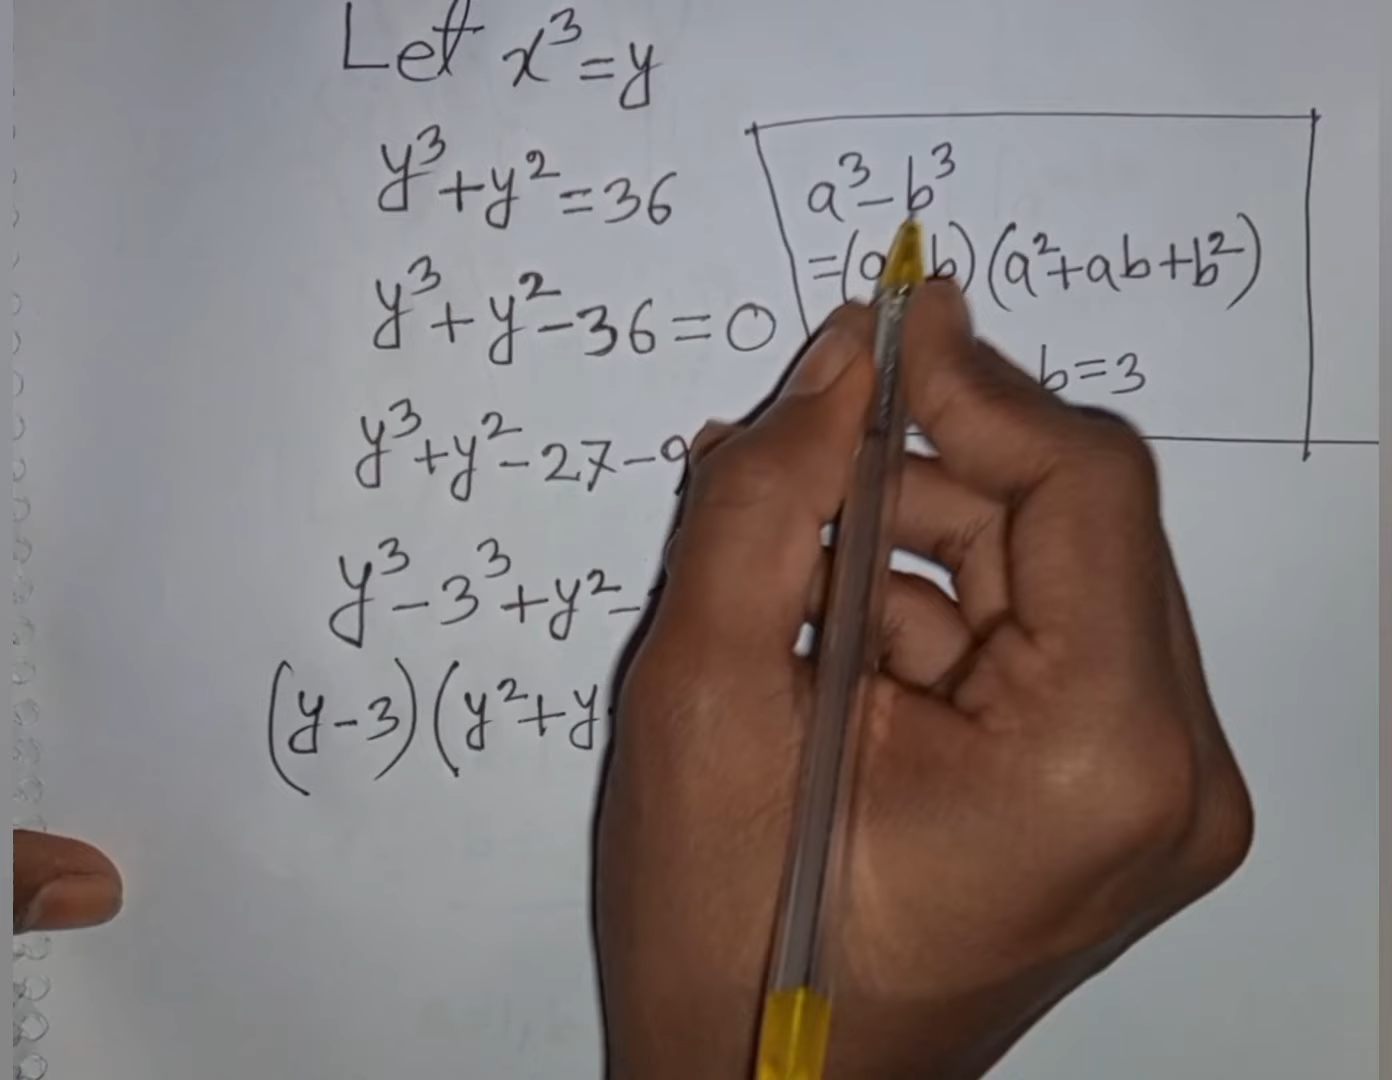 Let x³=y
y³+y²=36
y³+y²-36=0
y³+y²-27-9
y³-3³+y²-
(y-3)(y²+y
a³-b³
=(a b)(a²+ab+b²)
b=3